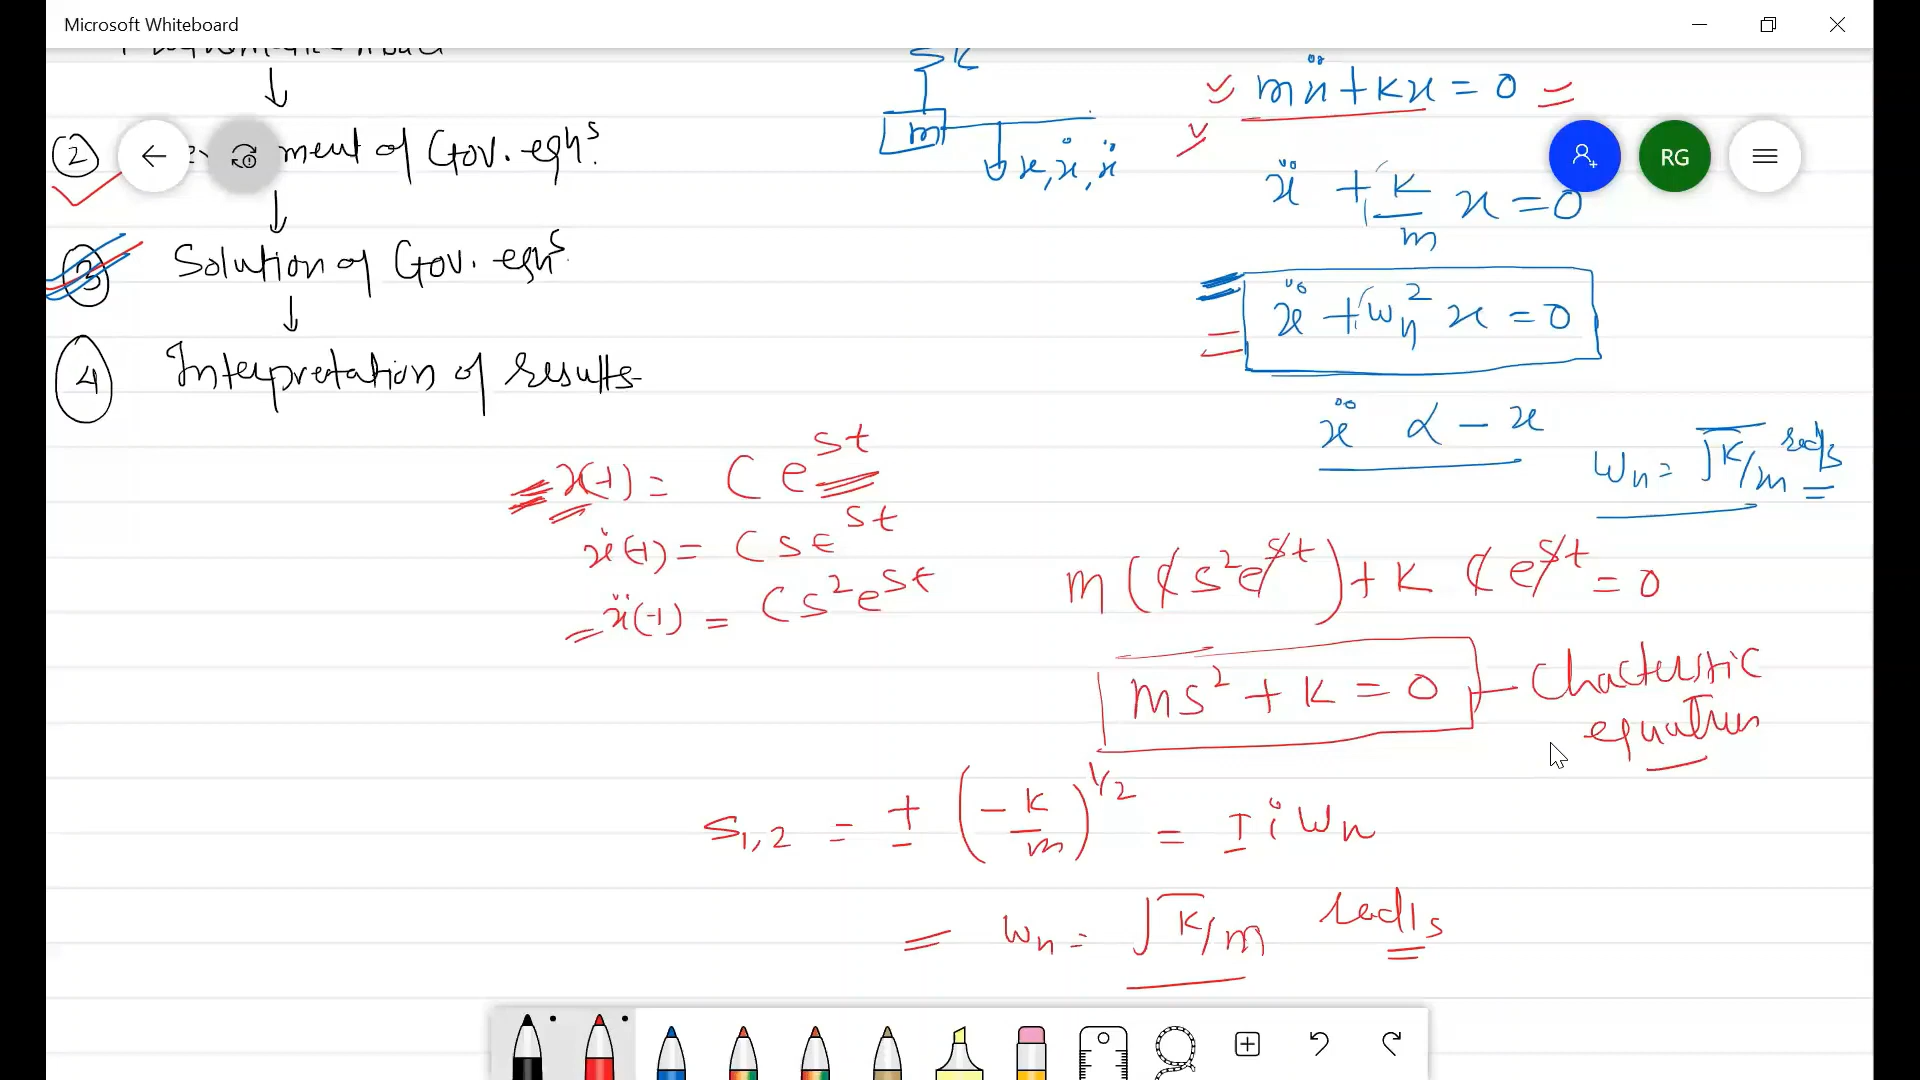 Microsoft Whiteboard
↓
② ment of Gov. eqnˢ.
↓
③ Solution of Gov. eqnˢ.
↓
④ Interpretation of results
K
m
x, ẋ, ẍ
mẍ + Kx = 0
ẍ + K/m x = 0
ẍ + ωn² x = 0
ẍ α - x
ωn = √K/m rad/s
RG
x(t) = C e^st
ẋ(t) = C s e^st
ẍ(t) = C s² e^st
m (C s² e^st) + K C e^st = 0
ms² + K = 0 - Chacteristic
equation
S1,2 = ± (-K/m)^1/2 = ± i ωn
= ωn = √K/m rad/s